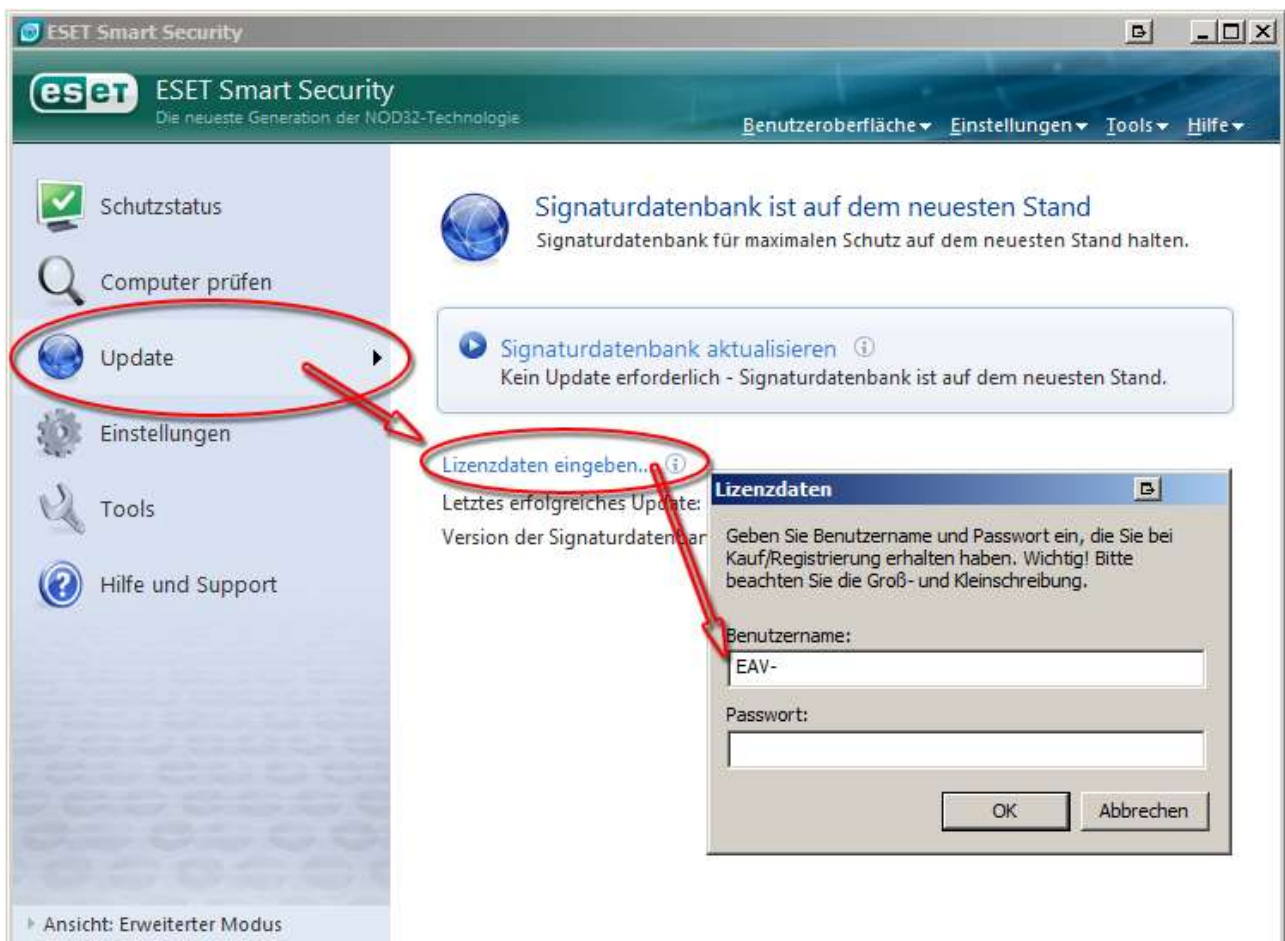 ESET Smart Security
eset
ESET Smart Security
Die neueste Generation der NOD32-Technologie
Benutzeroberfläche Einstellungen Tools Hilfe
Schutzstatus
Computer prüfen
Update
Einstellungen
Tools
Hilfe und Support
Ansicht: Erweiterter Modus
Signaturdatenbank ist auf dem neuesten Stand
Signaturdatenbank für maximalen Schutz auf dem neuesten Stand halten.
Signaturdatenbank aktualisieren
Kein Update erforderlich - Signaturdatenbank ist auf dem neuesten Stand.
Lizenzdaten eingeben...
Letztes erfolgreiches Update:
Version der
Lizenzdaten
Geben Sie Benutzername und Passwort ein, die Sie bei
Kauf/Registrierung erhalten haben. Wichtig! Bitte
beachten Sie die Groß- und Kleinschreibung.
Benutzername:
EAV-
Passwort:
OK Abbrechen